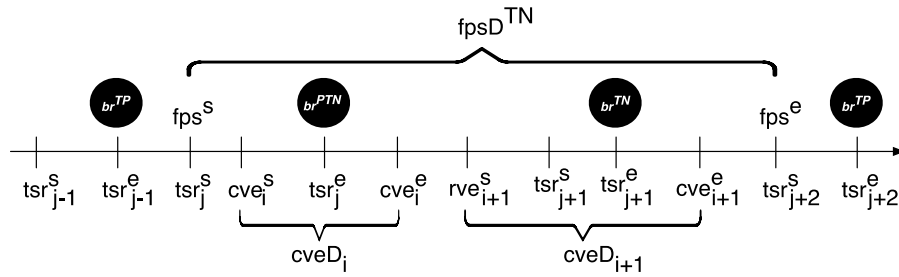 fpsD^TN
br^TP br^PTN br^TN br^TP
fps^s fps^e
tsr^s_j-1 tsr^e_j-1 tsr^s_j cve^s_i tsr^e_j cve^e_i rve^s_i+1 tsr^s_j+1 tsr^e_j+1 cve^e_i+1 tsr^s_j+2 tsr^e_j+2
cveD_i cveD_i+1